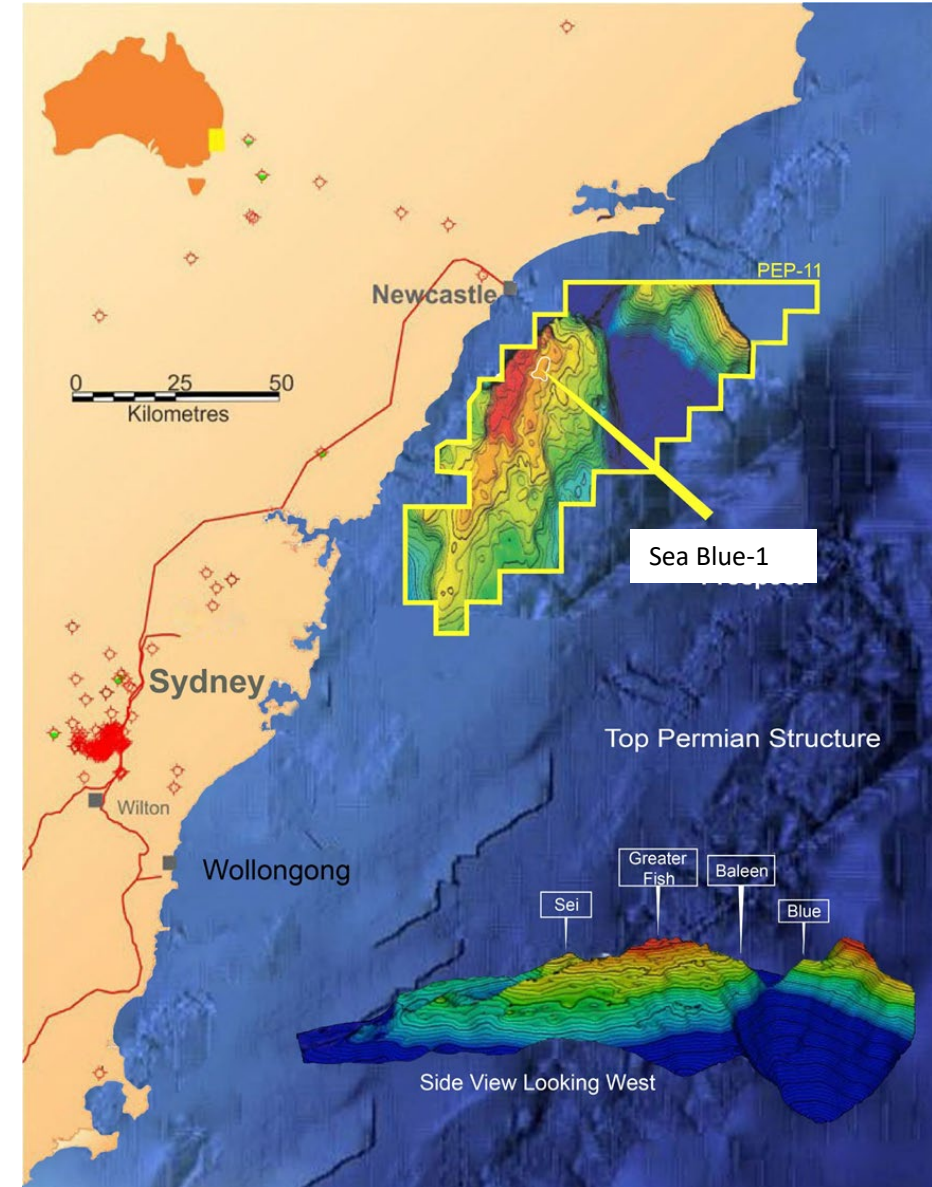 PEP-11
Newcastle
0 25 50
Kilometres
Sea Blue-1
Prospect
Sydney
Top Permian Structure
Wilton
Wollongong
Greater
Fish
Baleen
Sei
Blue
Side View Looking West